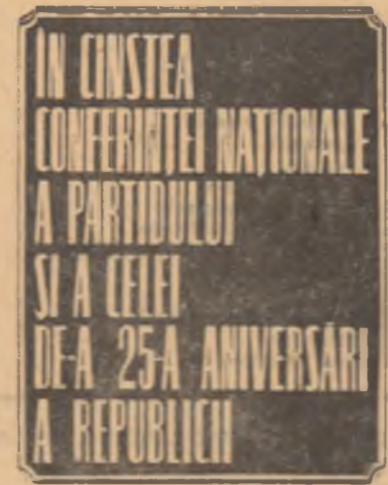 IN CINSTEA
CONFERINȚEI NAȚIONALE
A PARTIDULUI
ȘI A CELEI
DE-A 25-A ANIVERSĂRI
A REPUBLICII